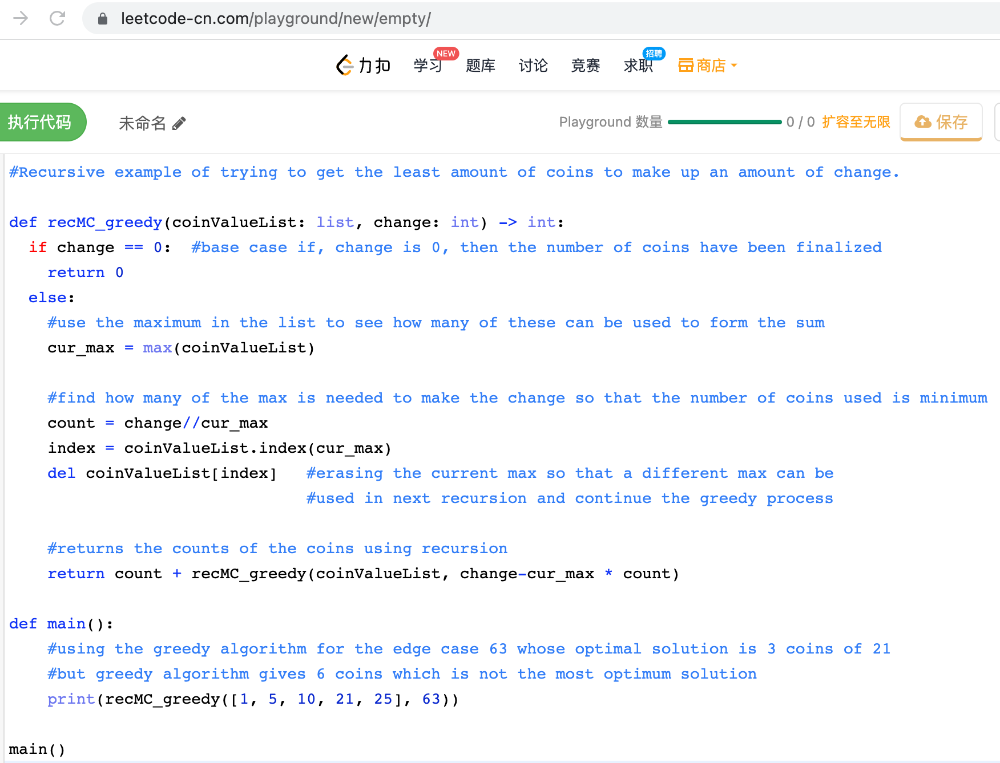 leetcode-cn.com/playground/new/empty/
力扣 学习 NEW 题库 讨论 竞赛 求职 招聘 商店
执行代码 未命名 Playground 数量 0 / 0 扩容至无限 保存
#Recursive example of trying to get the least amount of coins to make up an amount of change.
def recMC_greedy(coinValueList: list, change: int) -> int:
  if change == 0:  #base case if, change is 0, then the number of coins have been finalized
    return 0
  else:
    #use the maximum in the list to see how many of these can be used to form the sum
    cur_max = max(coinValueList)
    #find how many of the max is needed to make the change so that the number of coins used is minimum
    count = change//cur_max
    index = coinValueList.index(cur_max)
    del coinValueList[index]   #erasing the current max so that a different max can be
                               #used in next recursion and continue the greedy process
    #returns the counts of the coins using recursion
    return count + recMC_greedy(coinValueList, change-cur_max * count)
def main():
    #using the greedy algorithm for the edge case 63 whose optimal solution is 3 coins of 21
    #but greedy algorithm gives 6 coins which is not the most optimum solution
    print(recMC_greedy([1, 5, 10, 21, 25], 63))
main()